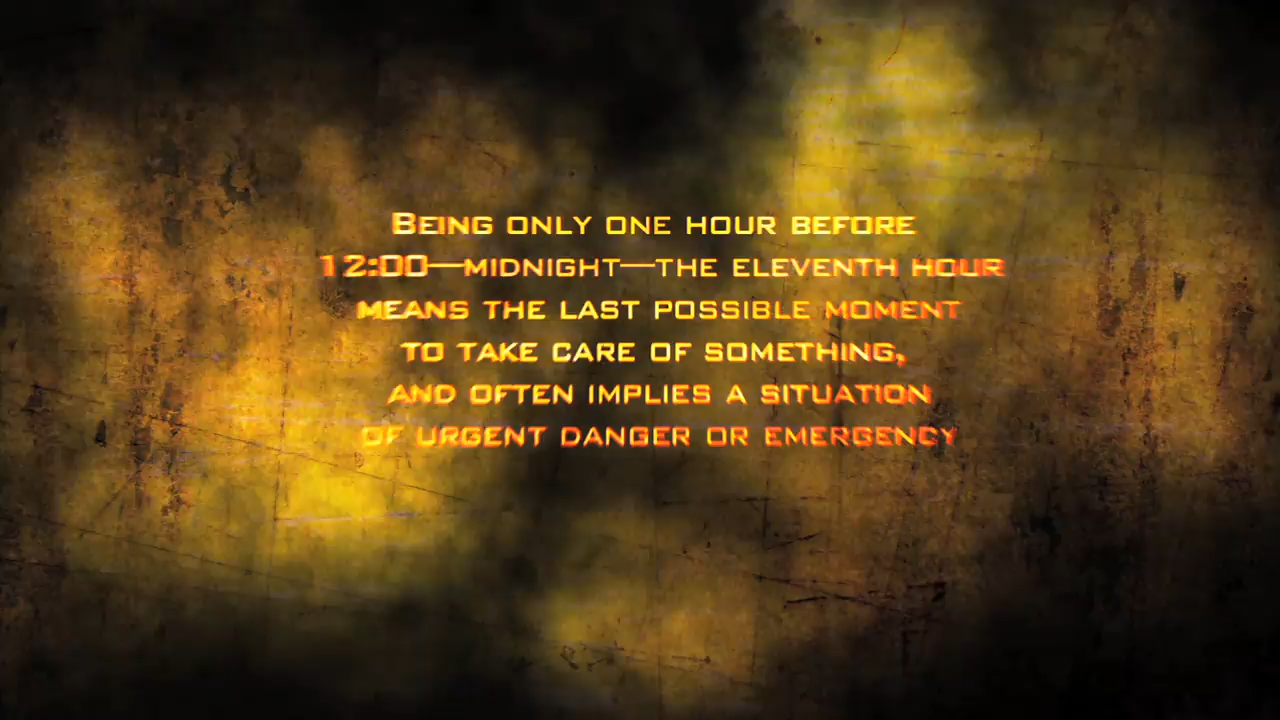 Being only one hour before
12:00—midnight—the eleventh hour
means the last possible moment
to take care of something,
and often implies a situation
of urgent danger or emergency